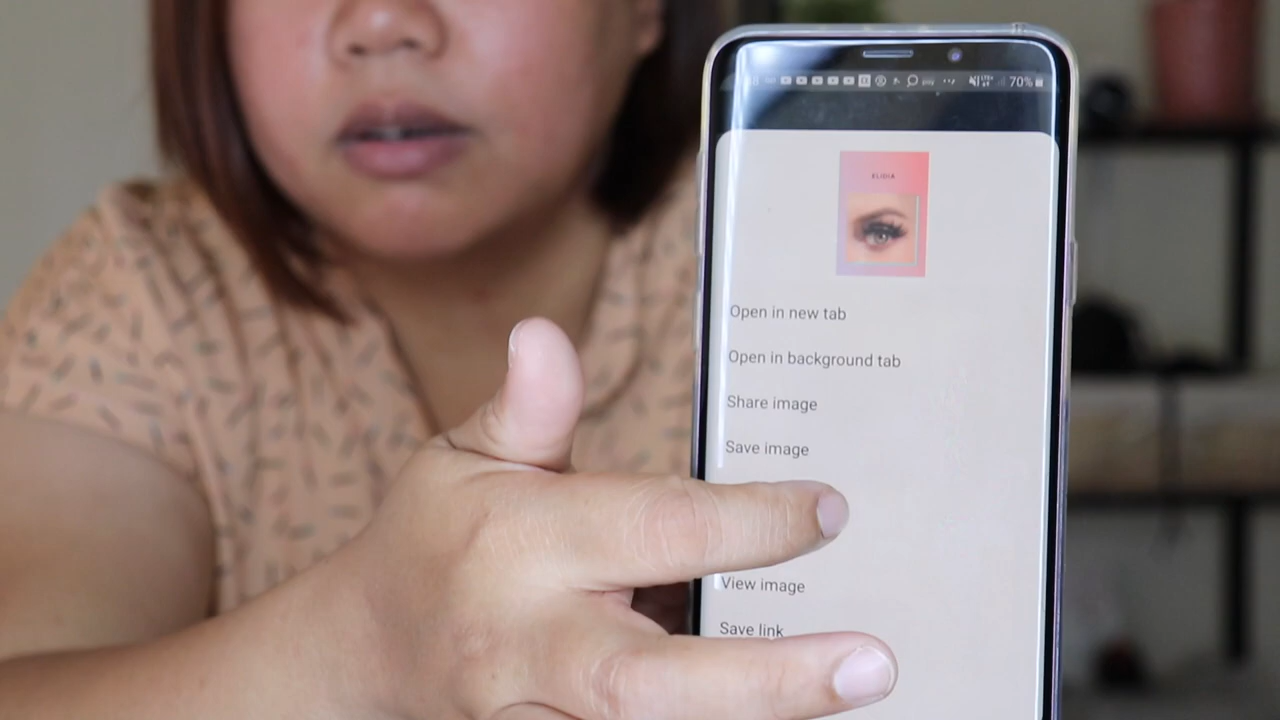 70%
ELIDIA
Open in new tab
Open in background tab
Share image
Save image
View image
Save link